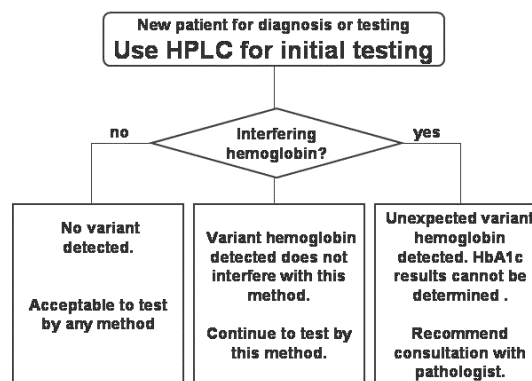 New patient for diagnosis or testing
Use HPLC for initial testing
no
Interfering
hemoglobin?
yes
No variant
detected.
Acceptable to test
by any method
Variant hemoglobin
detected does not
interfere with this
method.
Continue to test by
this method.
Unexpected variant
hemoglobin
detected. HbA1c
results cannot be
determined .
Recommend
consultation with
pathologist.